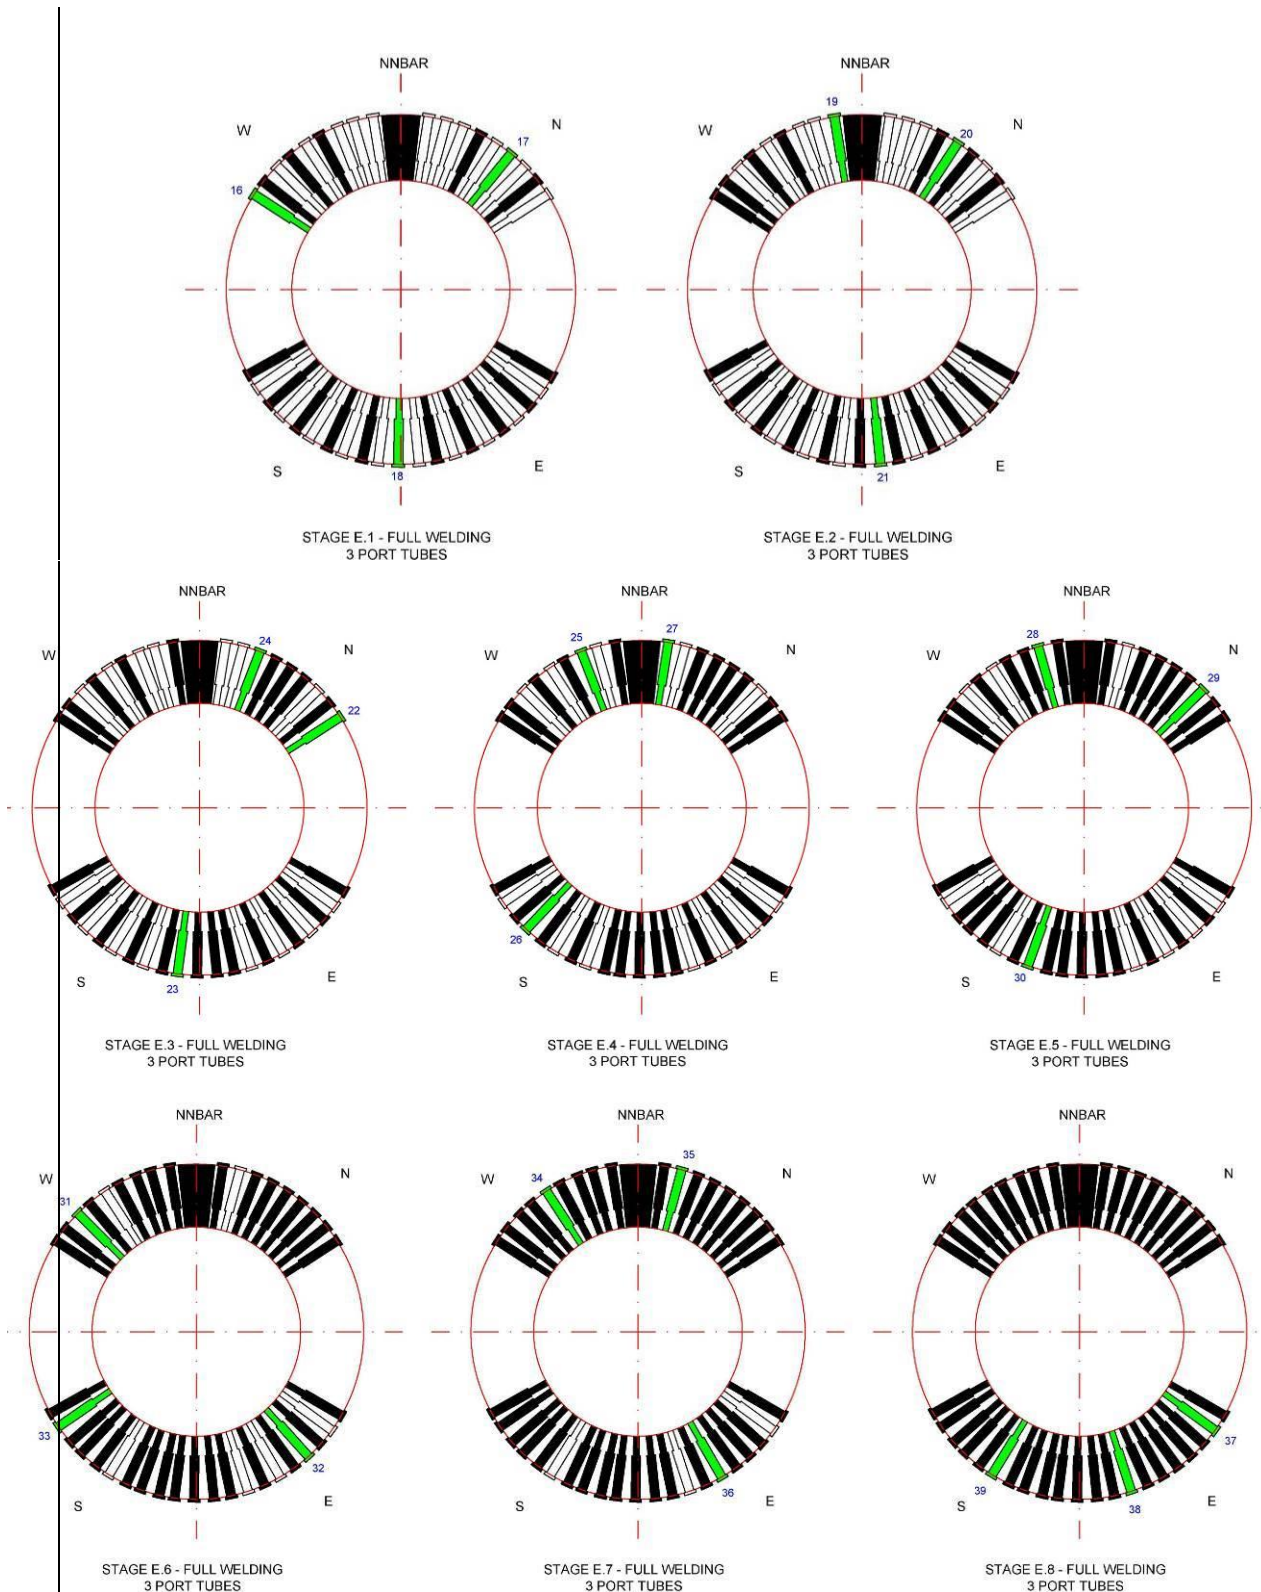 NNBAR
W
N
16
17
18
S
E
STAGE E.1 - FULL WELDING
3 PORT TUBES
NNBAR
W
N
19
20
21
S
E
STAGE E.2 - FULL WELDING
3 PORT TUBES
NNBAR
W
N
24
22
23
S
E
STAGE E.3 - FULL WELDING
3 PORT TUBES
NNBAR
W
N
25
27
26
S
E
STAGE E.4 - FULL WELDING
3 PORT TUBES
NNBAR
W
N
28
29
30
S
E
STAGE E.5 - FULL WELDING
3 PORT TUBES
NNBAR
W
N
31
32
33
S
E
STAGE E.6 - FULL WELDING
3 PORT TUBES
NNBAR
W
N
34
35
36
S
E
STAGE E.7 - FULL WELDING
3 PORT TUBES
NNBAR
W
N
37
38
39
S
E
STAGE E.8 - FULL WELDING
3 PORT TUBES